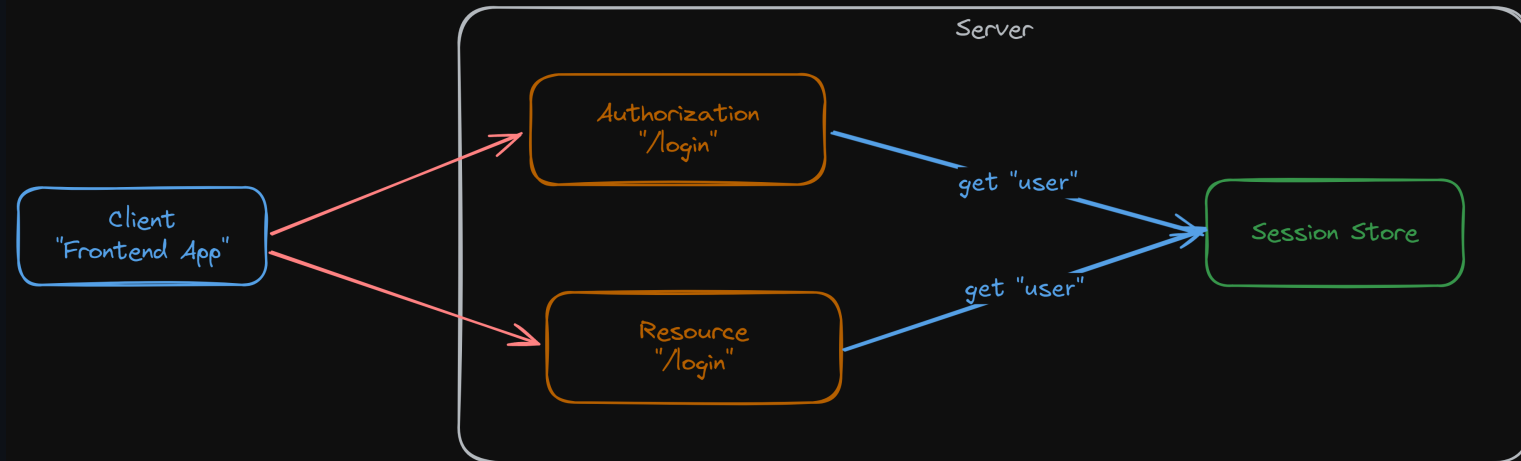 Server
Authorization
"/login"
get "user"
Client
"Frontend App"
Session Store
get "user"
Resource
"/login"